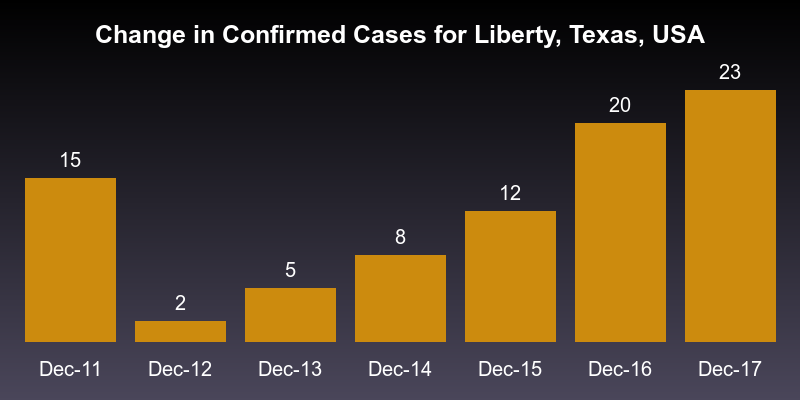 Change in Confirmed Cases for Liberty, Texas, USA
15
2
5
8
12
20
23
Dec-11
Dec-12
Dec-13
Dec-14
Dec-15
Dec-16
Dec-17